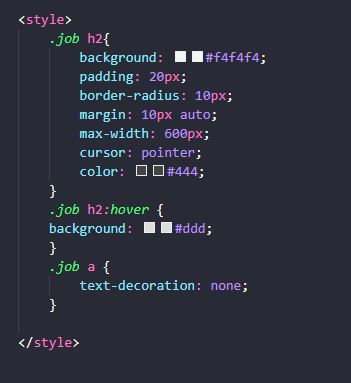 <style>
.job h2{
background: #f4f4f4;
padding: 20px;
border-radius: 10px;
margin: 10px auto;
max-width: 600px;
cursor: pointer;
color: #444;
}
.job h2:hover {
background: #ddd;
}
.job a {
text-decoration: none;
}
</style>